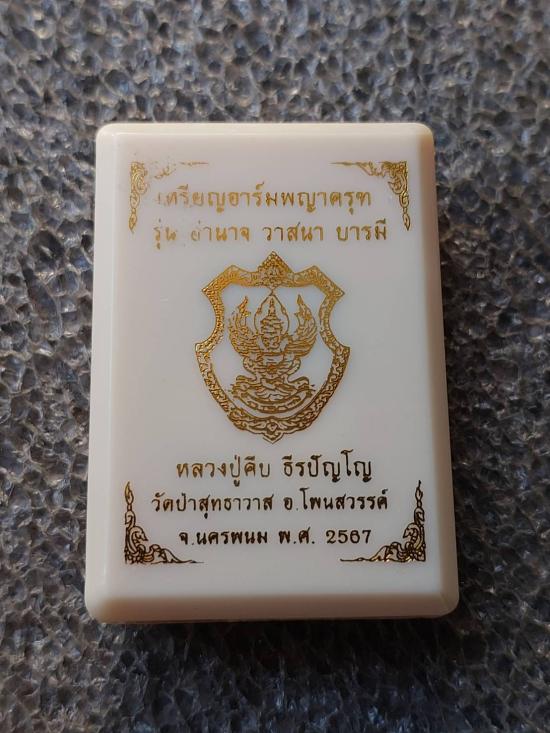 เหรียญอาร์มพญาครุฑ
รุ่น อำนาจ วาสนา บารมี
หลวงปู่คีบ ธีรปัญโญ
วัดป่าสุทธาวาส อ.โพนสวรรค์
จ.นครพนม พ.ศ. 2567